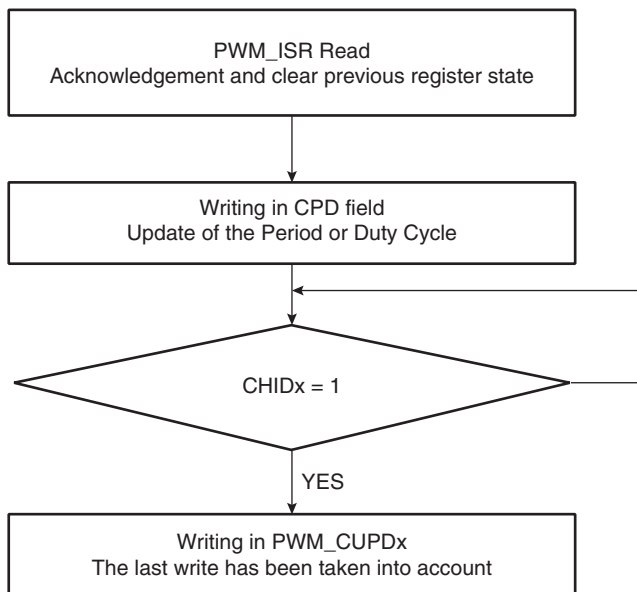 PWM_ISR Read
Acknowledgement and clear previous register state
Writing in CPD field
Update of the Period or Duty Cycle
CHIDx = 1
YES
Writing in PWM_CUPDx
The last write has been taken into account